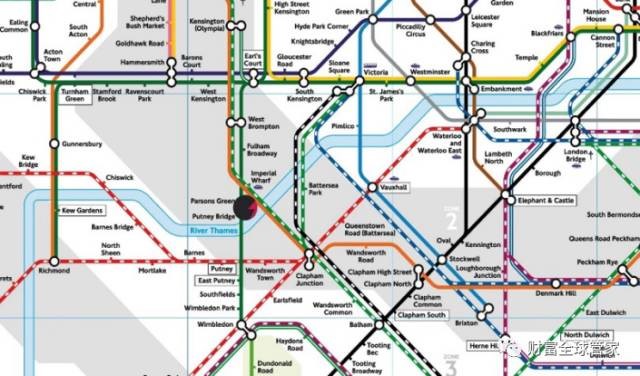 Central
South
Acton
Ealing
Common
Acton
Town
Shepherd's
Bush Market
Goldhawk Road
Hammersmith
Barons
Court
Kensington
(Olympia)
High Street
Kensington
Green Park
Hyde Park Corner
Knightsbridge
Piccadilly
Circus
Leicester
Square
Charing
Cross
Mansion
House
Blackfriars
Cannon
Street
Temple
Chiswick
Park
Turnham
Green
Stamford
Brook
Ravenscourt
Park
West
Kensington
Earl's
Court
Gloucester
Road
South
Kensington
Sloane
Square
Victoria
St. James's
Park
Westminster
Embankment
Gunnersbury
Kew
Bridge
Chiswick
Kew Gardens
Barnes Bridge
North
Sheen
Richmond
Mortlake
Barnes
West
Brompton
Fulham
Broadway
Imperial
Wharf
Parsons Green
Putney Bridge
River Thames
Pimlico
Battersea
Park
Waterloo and
Waterloo East
Southwark
Lambeth
North
London
Bridge
Borough
Vauxhall
Elephant & Castle
ZONE
2
South Bermondsey
Queens Road Peckham
Peckham Rye
Queenstown
Road (Battersea)
Oval
Kennington
Stockwell
Loughborough
Junction
Putney
East Putney
Southfields
Wimbledon Park
Wimbledon
Wandsworth
Town
Clapham
Junction
Wandsworth
Road
Clapham High Street
Clapham North
Clapham
Common
Clapham South
Denmark Hill
Earlsfield
Wandsworth
Common
Balham
Tooting
Bec
Tooting
Broadway
Haydons
Road
Dundonald
Road
Brixton
Herne Hill
East Dulwich
North Dulwich
ZONE
3
财富全球管家